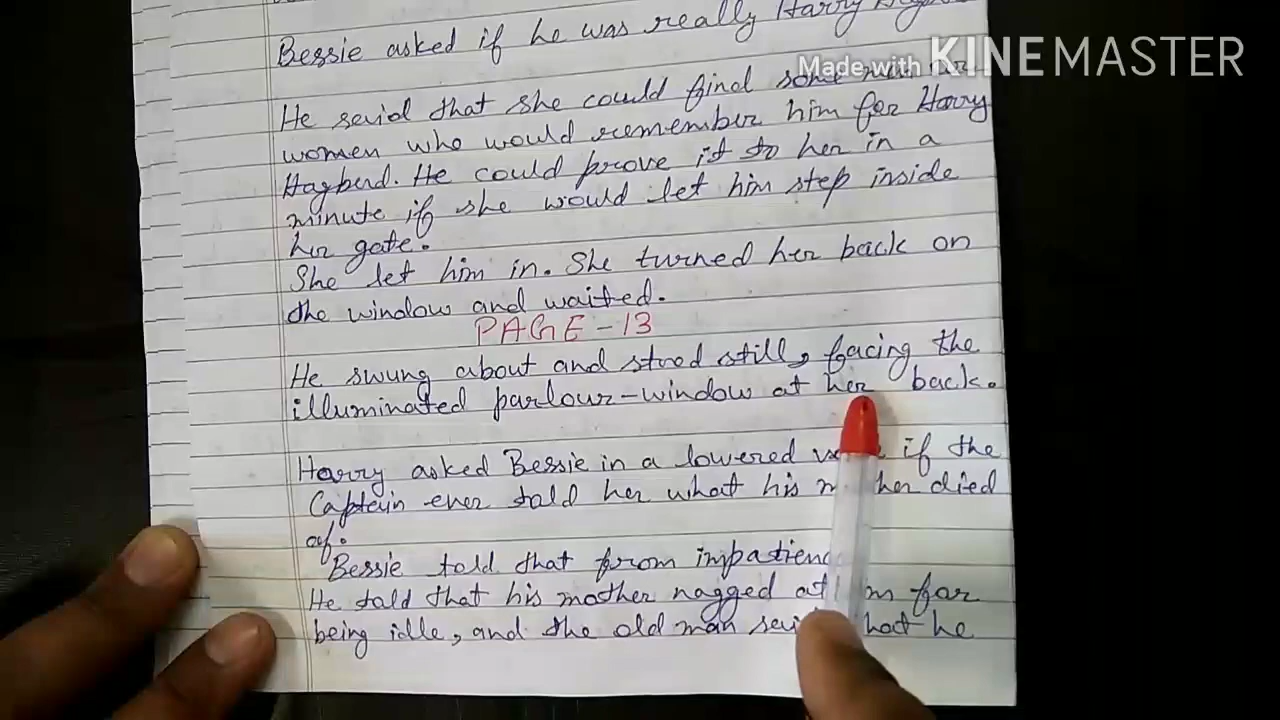 Bessie asked if he was really Harry
Made with KINEMASTER
He said that she could find some
women who would remember him for Harry
Hagberd. He could prove it to her in a
minute if she would let him step inside
her gate.
She let him in. She turned her back on
the window and waited.
PAGE-13
He swung about and stood still, facing the
illuminated parlour-window at her back.
Harry asked Bessie in a lowered if the
Captain ever told her what his died
of.
Bessie told that from
He told that his mother nagged at for
being idle, and the old man he